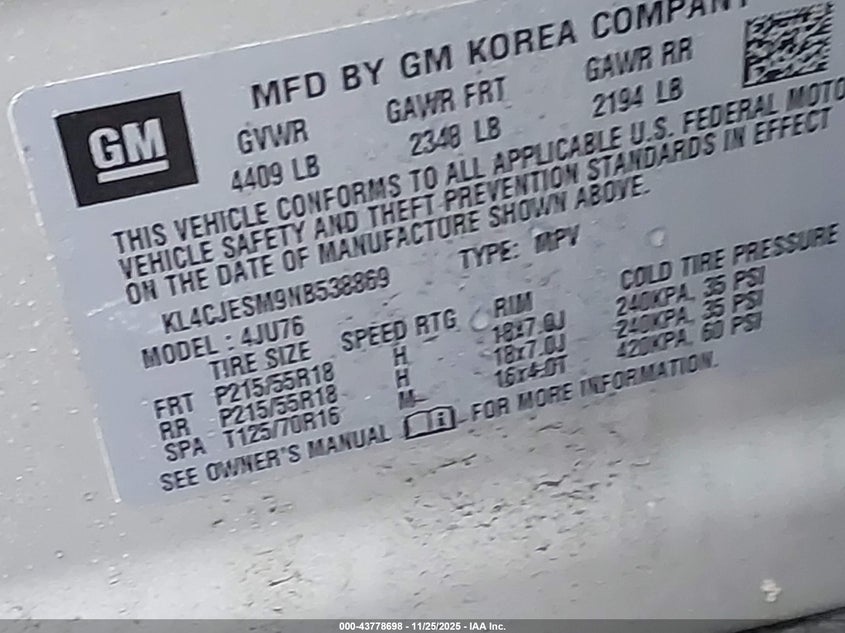 MFD BY GM KOREA COMPANY
GM
GVWR GAWR FRT GAWR RR
4409 LB 2348 LB 2194 LB
THIS VEHICLE CONFORMS TO ALL APPLICABLE U.S. FEDERAL MOTO
VEHICLE SAFETY AND THEFT PREVENTION STANDARDS IN EFFECT
ON THE DATE OF MANUFACTURE SHOWN ABOVE.
KL4CJESM9NB538869 TYPE: MPV
MODEL : 4JU76
TIRE SIZE SPEED RTG RIM COLD TIRE PRESSURE
FRT P215/55R18 H 18x7.0J 240KPA, 35 PSI
RR P215/55R18 H 18x7.0J 240KPA, 35 PSI
SPA T125/70R16 M 16x4.0T 420KPA, 60 PSI
SEE OWNER'S MANUAL i FOR MORE INFORMATION.
000-43778698 - 11/25/2025 - IAA Inc.